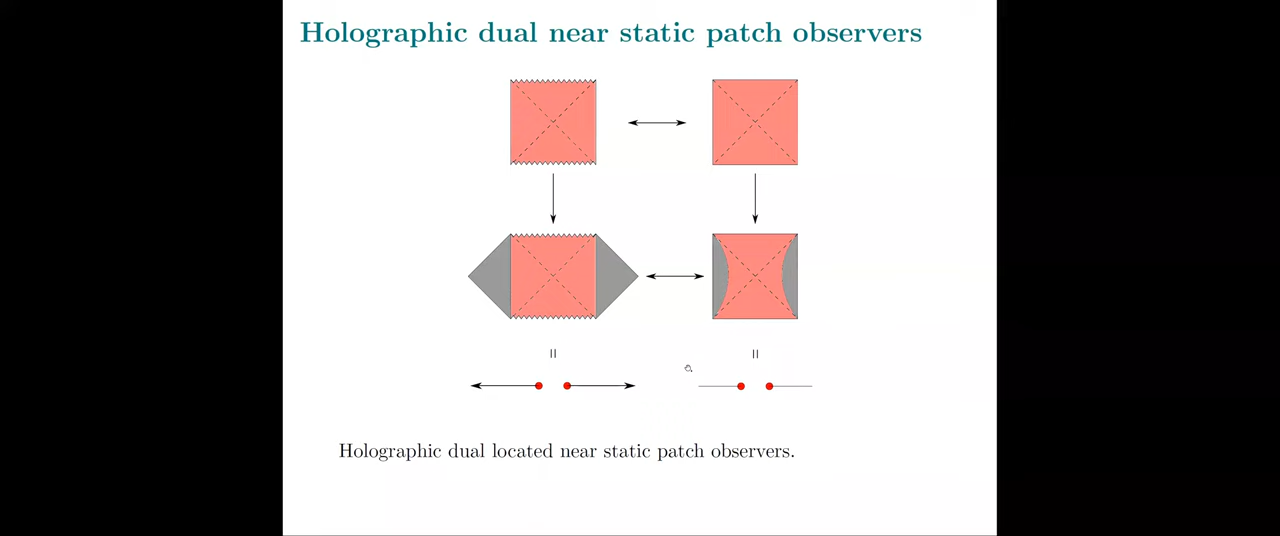 Holographic dual near static patch observers
Holographic dual located near static patch observers.